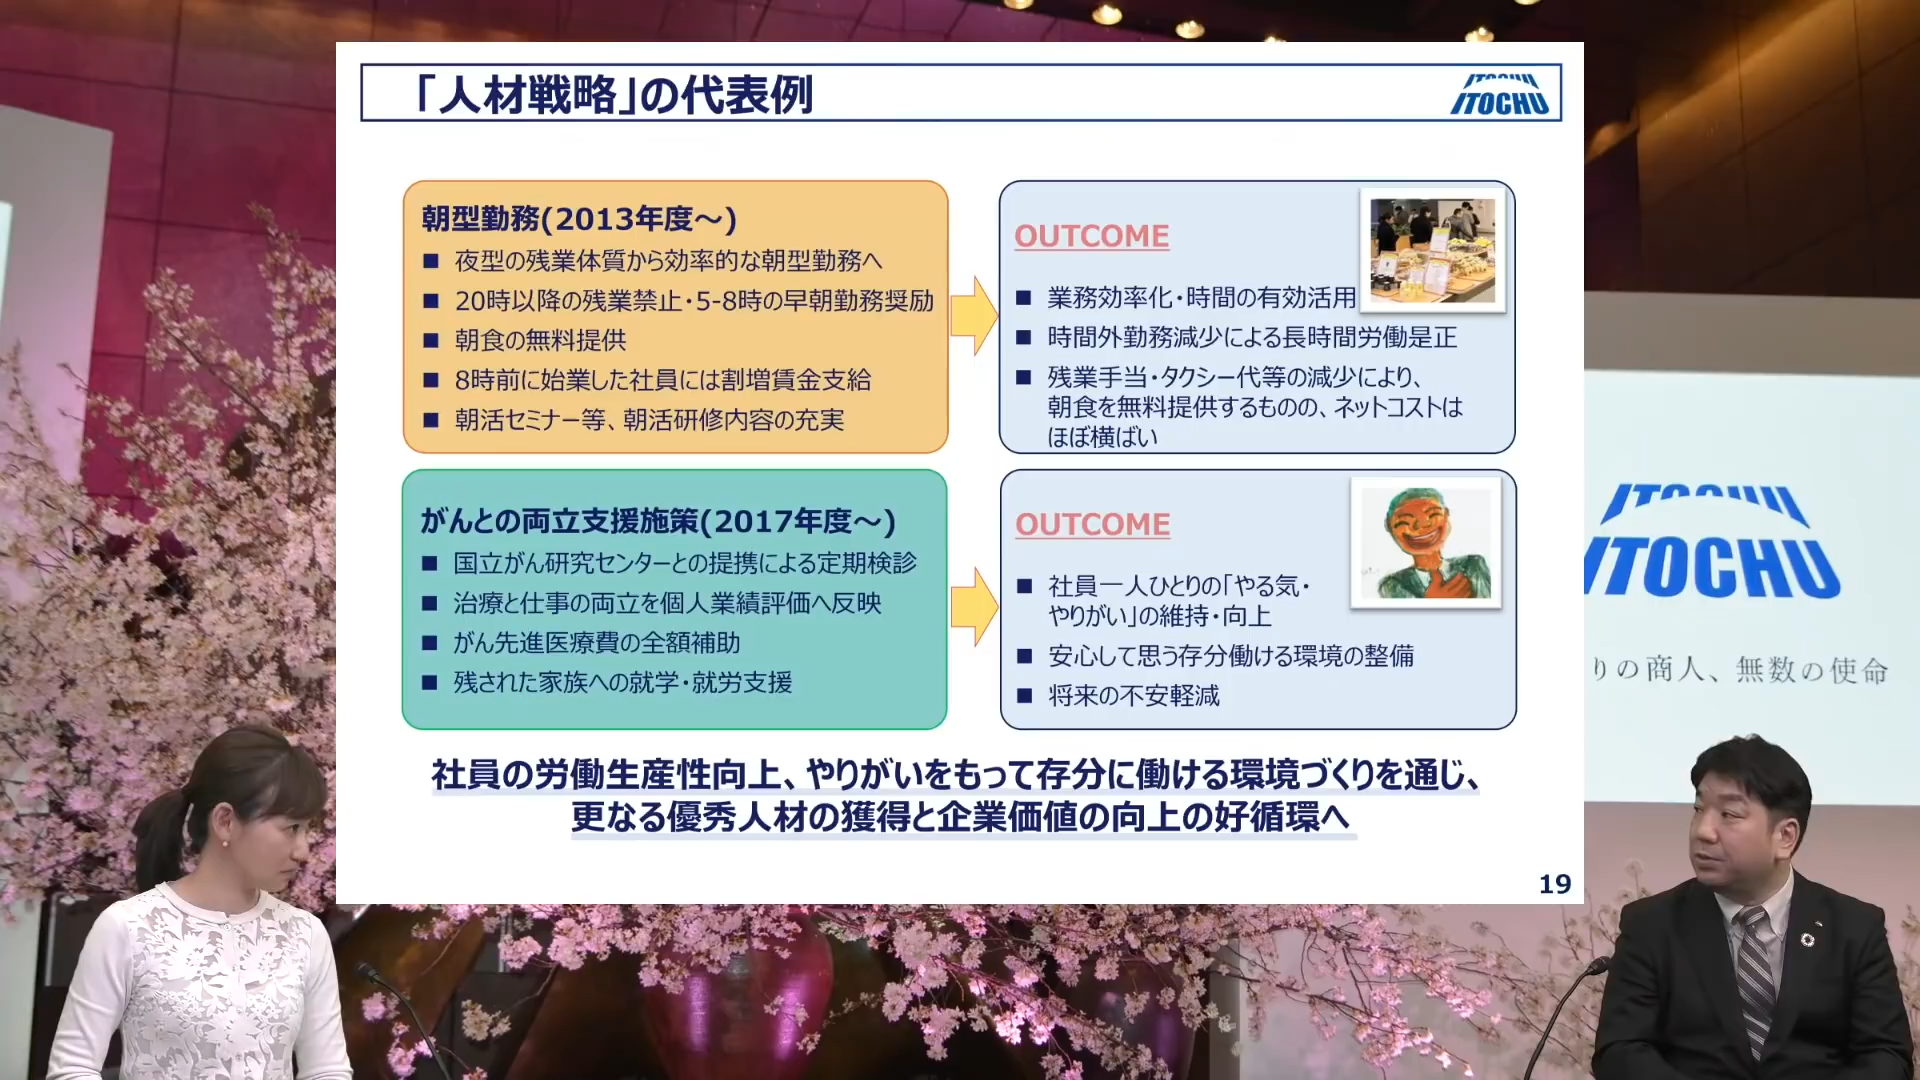 「人材戦略」の代表例
ITOCHU
ITOCHU
朝型勤務(2013年度～)
■ 夜型の残業体質から効率的な朝型勤務へ
■ 20時以降の残業禁止・5-8時の早朝勤務奨励
■ 朝食の無料提供
■ 8時前に始業した社員には割増賃金支給
■ 朝活セミナー等、朝活研修内容の充実
OUTCOME
■ 業務効率化・時間の有効活用
■ 時間外勤務減少による長時間労働是正
■ 残業手当・タクシー代等の減少により、
朝食を無料提供するものの、ネットコストは
ほぼ横ばい
がんとの両立支援施策(2017年度～)
■ 国立がん研究センターとの提携による定期検診
■ 治療と仕事の両立を個人業績評価へ反映
■ がん先進医療費の全額補助
■ 残された家族への就学・就労支援
OUTCOME
■ 社員一人ひとりの「やる気・
やりがい」の維持・向上
■ 安心して思う存分働ける環境の整備
■ 将来の不安軽減
社員の労働生産性向上、やりがいをもって存分に働ける環境づくりを通じ、
更なる優秀人材の獲得と企業価値の向上の好循環へ
19
ITOCHU
ITOCHU
りの商人、無数の使命